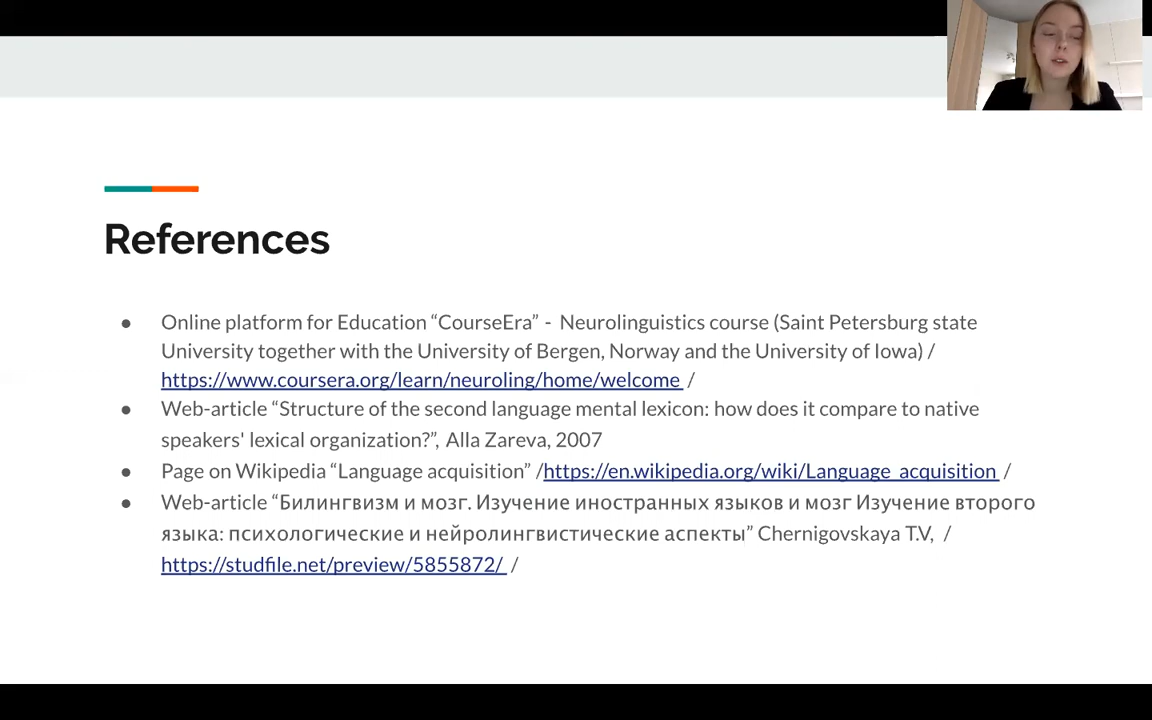 References
● Online platform for Education “CourseEra” - Neurolinguistics course (Saint Petersburg state
University together with the University of Bergen, Norway and the University of Iowa) /
https://www.coursera.org/learn/neuroling/home/welcome /
● Web-article “Structure of the second language mental lexicon: how does it compare to native
speakers' lexical organization?”, Alla Zareva, 2007
● Page on Wikipedia “Language acquisition” /https://en.wikipedia.org/wiki/Language_acquisition /
● Web-article “Билингвизм и мозг. Изучение иностранных языков и мозг Изучение второго
языка: психологические и нейролингвистические аспекты” Chernigovskaya T.V, /
https://studfile.net/preview/5855872/ /